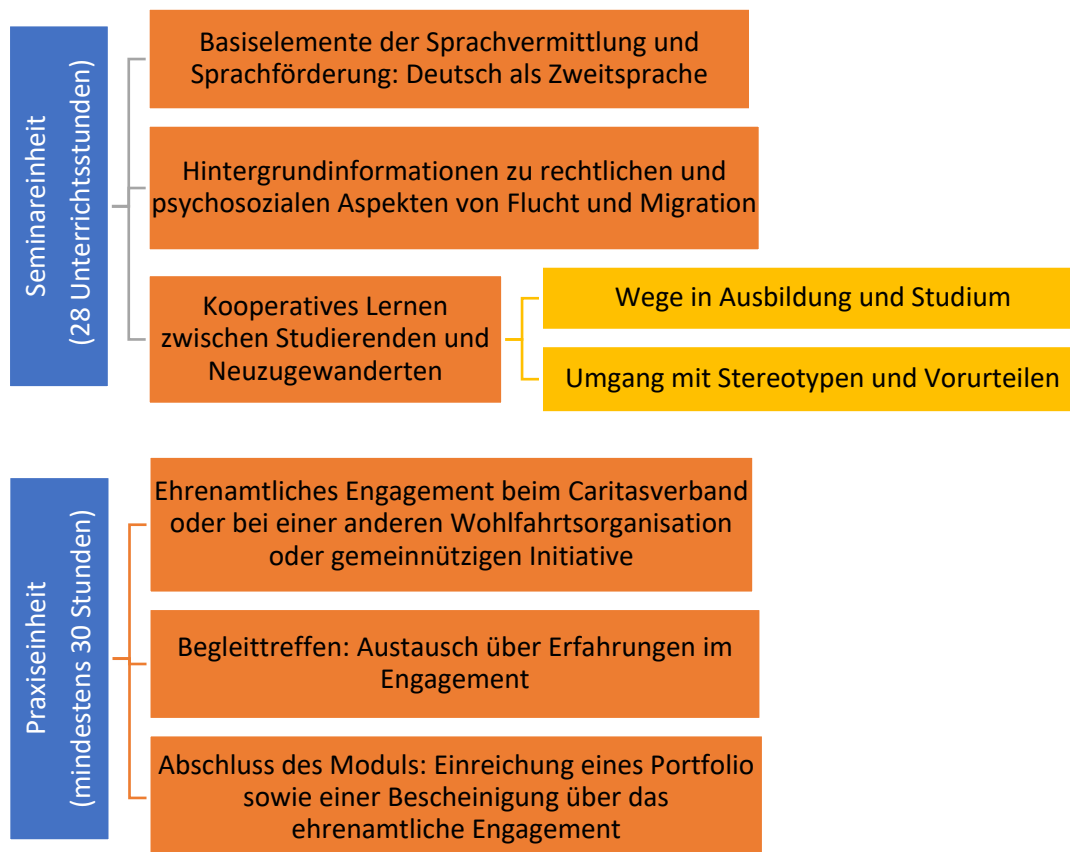 Seminareinheit
(28 Unterrichtsstunden)
Basiselemente der Sprachvermittlung und
Sprachförderung: Deutsch als Zweitsprache
Hintergrundinformationen zu rechtlichen und
psychosozialen Aspekten von Flucht und Migration
Kooperatives Lernen
zwischen Studierenden und
Neuzugewanderten
Wege in Ausbildung und Studium
Umgang mit Stereotypen und Vorurteilen
Praxiseinheit
(mindestens 30 Stunden)
Ehrenamtliches Engagement beim Caritasverband
oder bei einer anderen Wohlfahrtsorganisation
oder gemeinnützigen Initiative
Begleittreffen: Austausch über Erfahrungen im
Engagement
Abschluss des Moduls: Einreichung eines Portfolio
sowie einer Bescheinigung über das
ehrenamtliche Engagement